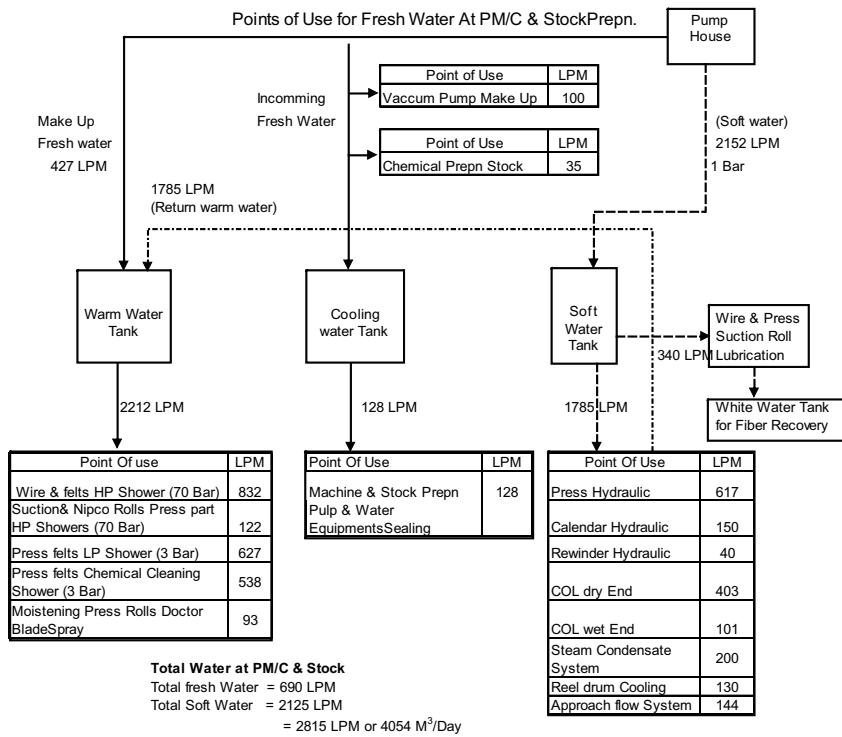 Points of Use for Fresh Water At PM/C & StockPrepn.
Pump
House
Point of Use LPM
Vaccum Pump Make Up 100
Point of Use LPM
Chemical Prepn Stock 35
Make Up
Fresh water
427 LPM
Incomming
Fresh Water
(Soft water)
2152 LPM
1 Bar
1785 LPM
(Return warm water)
Warm Water
Tank
Cooling
water Tank
Soft
Water
Tank
Wire & Press
Suction Roll
Lubrication
340 LPM
White Water Tank
for Fiber Recovery
2212 LPM
128 LPM
1785 LPM
Point Of use LPM
Wire & felts HP Shower (70 Bar) 832
Suction& Nipco Rolls Press part
HP Showers (70 Bar) 122
Press felts LP Shower (3 Bar) 627
Press felts Chemical Cleaning
Shower (3 Bar) 538
Moistening Press Rolls Doctor
BladeSpray 93
Point Of Use LPM
Machine & Stock Prepn 128
Pulp & Water
EquipmentsSealing
Point Of Use LPM
Press Hydraulic 617
Calendar Hydraulic 150
Rewinder Hydraulic 40
COL dry End 403
COL wet End 101
Steam Condensate
System 200
Reel drum Cooling 130
Approach flow System 144
Total Water at PM/C & Stock
Total fresh Water = 690 LPM
Total Soft Water = 2125 LPM
= 2815 LPM or 4054 M³/Day